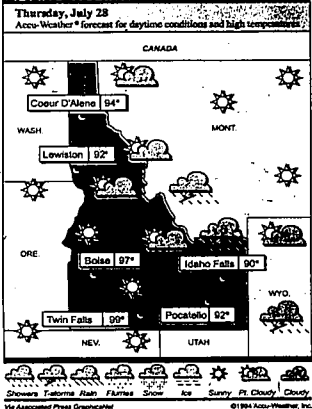 Thursday, July 28
Accu-Weather® forecast for daytime conditions and high temperatures
CANADA
Coeur D'Alene 94°
WASH.
MONT.
Lewiston 92°
ORE.
Boise 97°
Idaho Falls 90°
WYO.
Twin Falls 99°
Pocatello 92°
NEV.
UTAH
Showers T-storms Rain Flurries Snow Ice Sunny Pt. Cloudy Cloudy
Via Associated Press GraphicsNet
©1994 Accu-Weather, Inc.